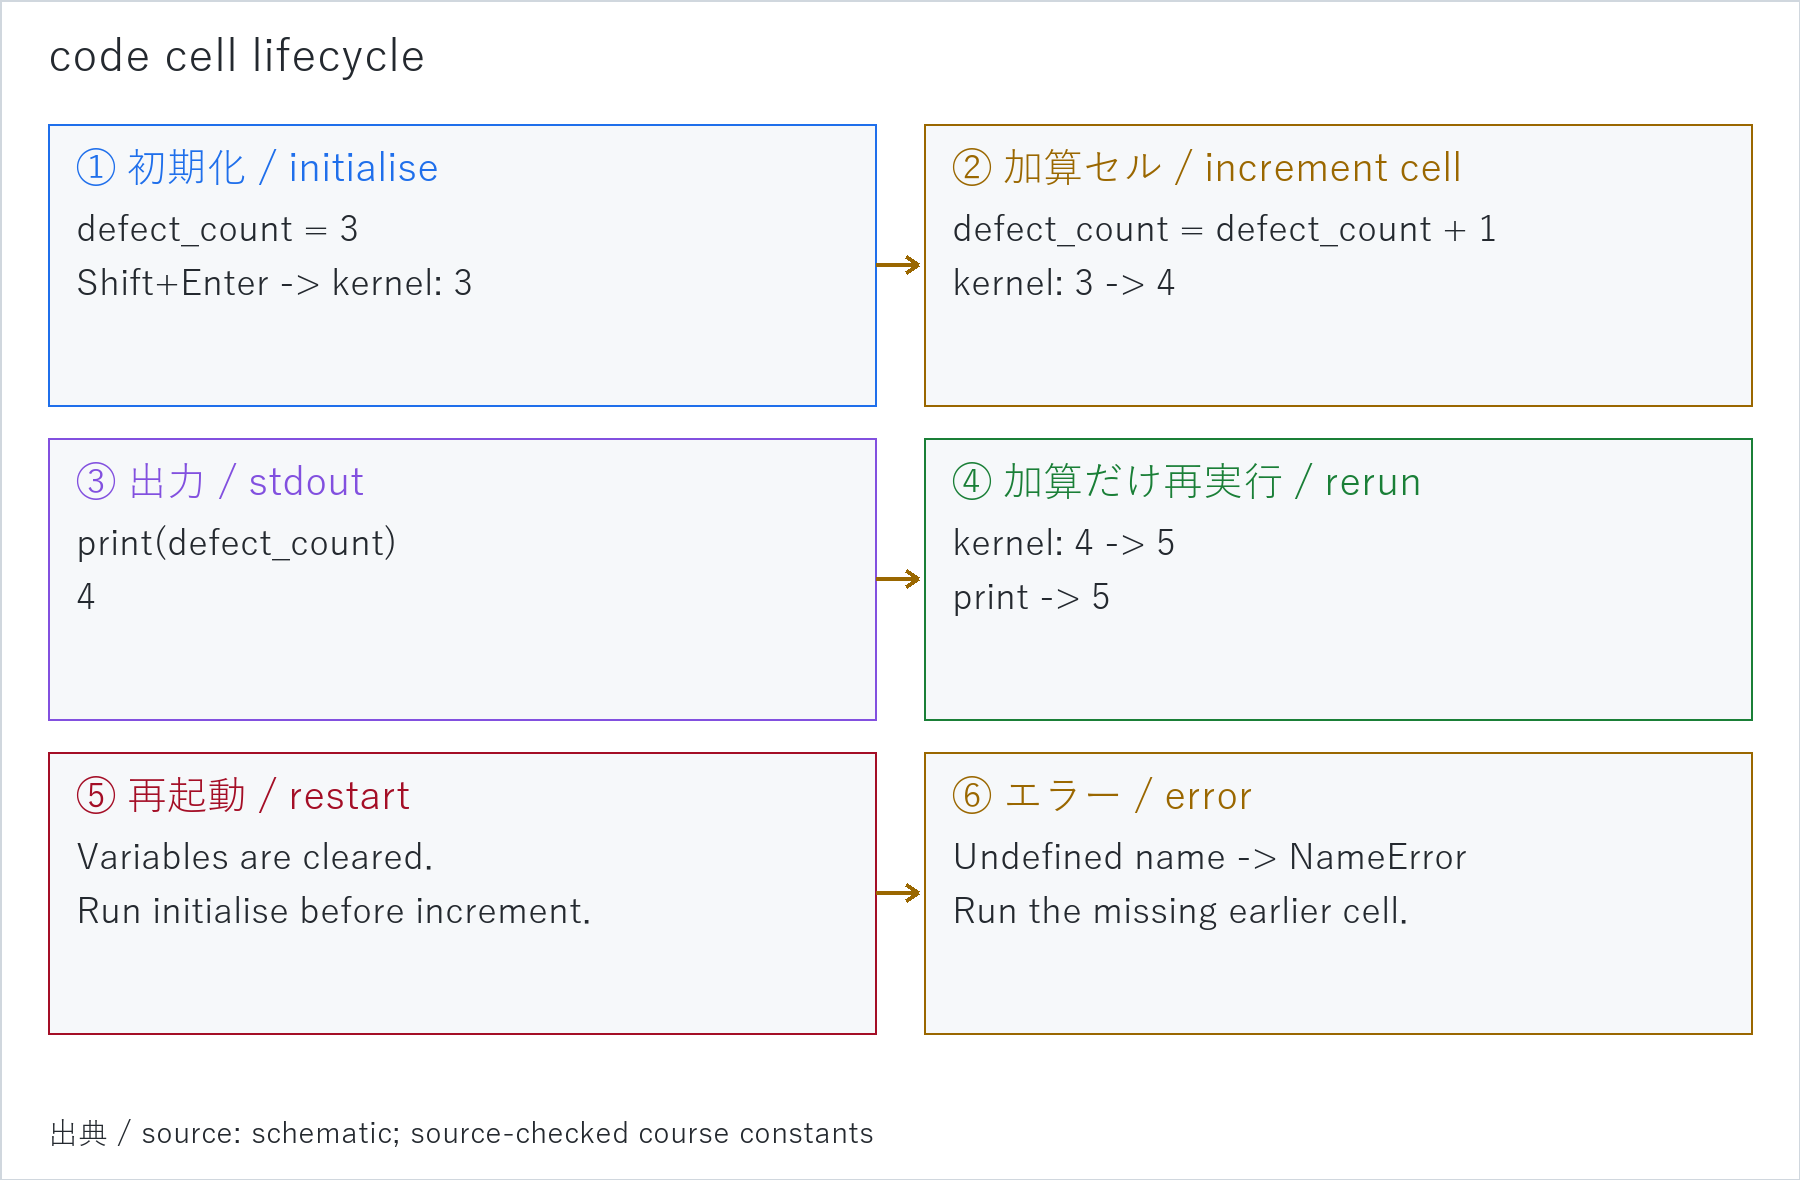 code cell lifecycle
① 初期化 / initialise
defect_count = 3
Shift+Enter -> kernel: 3
② 加算セル / increment cell
defect_count = defect_count + 1
kernel: 3 -> 4
③ 出力 / stdout
print(defect_count)
4
④ 加算だけ再実行 / rerun
kernel: 4 -> 5
print -> 5
⑤ 再起動 / restart
Variables are cleared.
Run initialise before increment.
⑥ エラー / error
Undefined name -> NameError
Run the missing earlier cell.
出典 / source: schematic; source-checked course constants